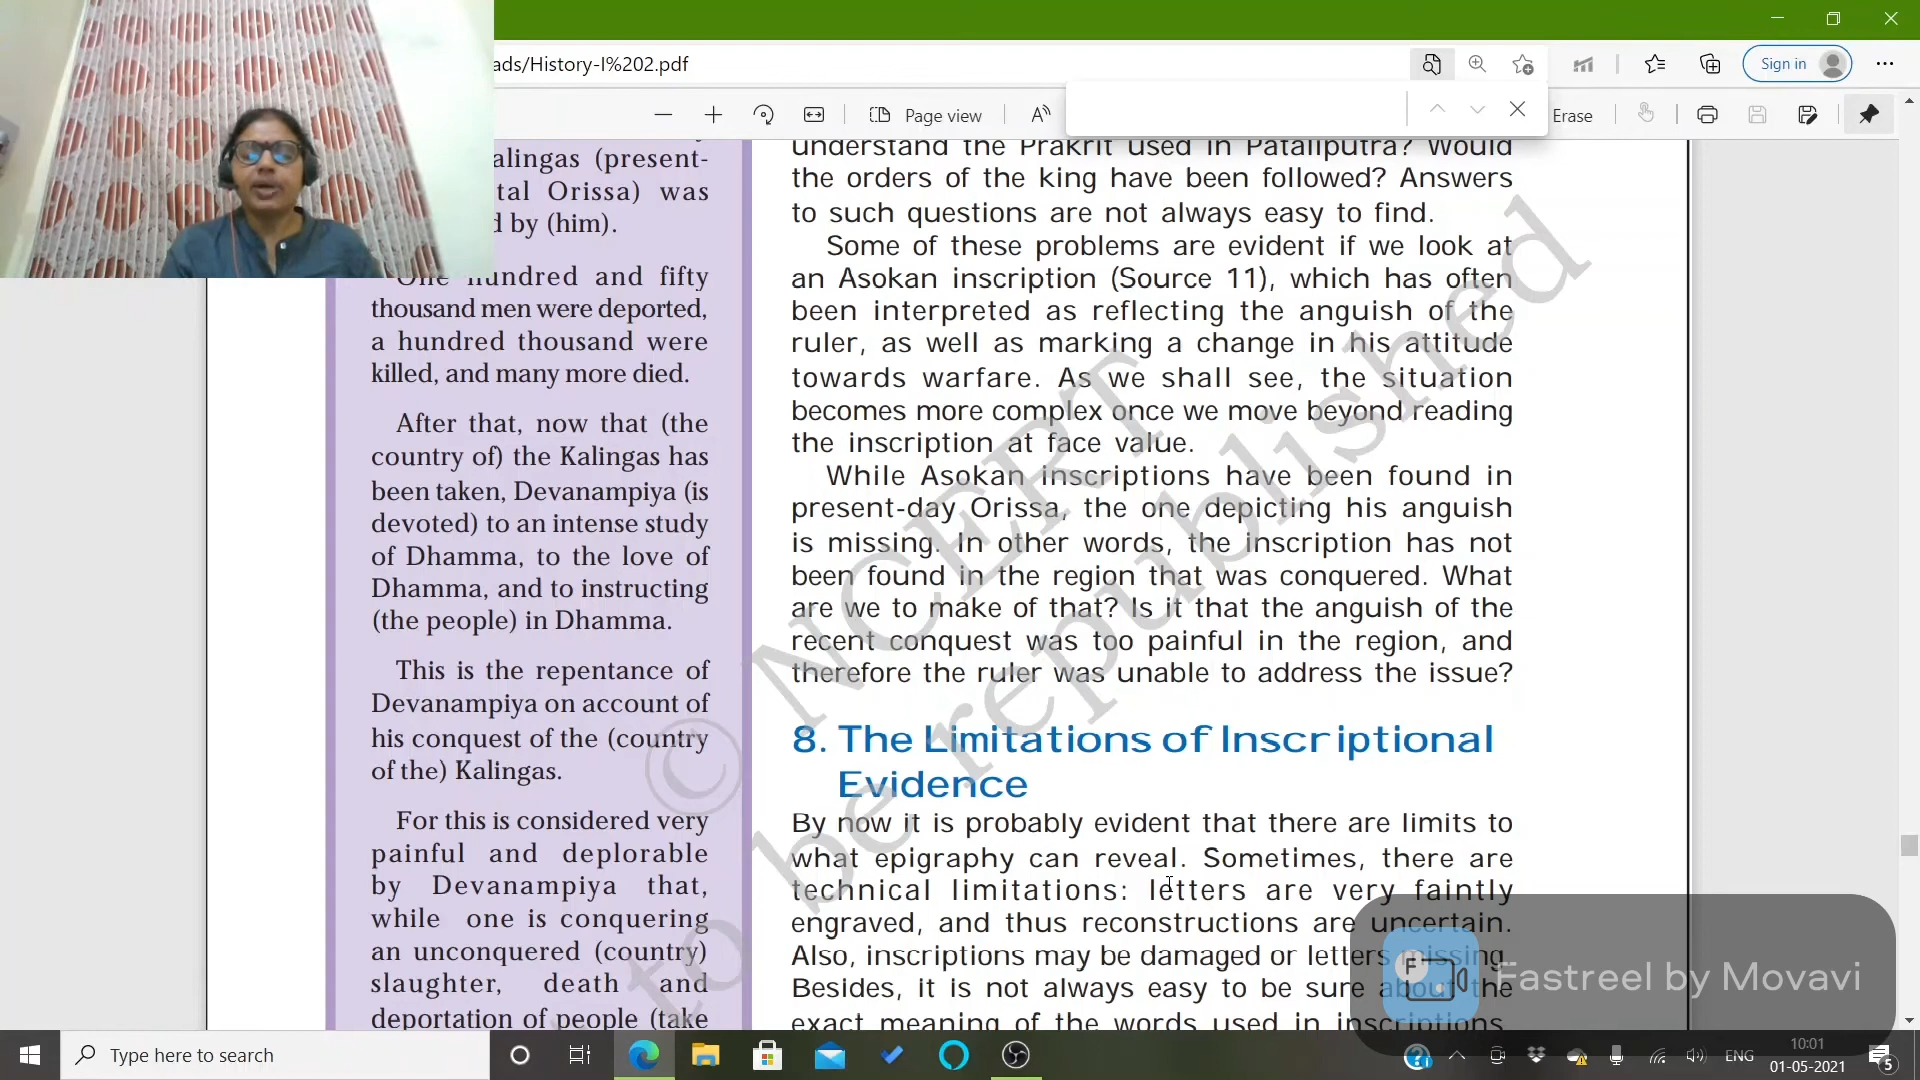 ads/History-I%202.pdf
Sign in
Page view
Erase
alingas (present-
tal Orissa) was
d by (him).
One hundred and fifty
thousand men were deported,
a hundred thousand were
killed, and many more died.
After that, now that (the
country of) the Kalingas has
been taken, Devanampiya (is
devoted) to an intense study
of Dhamma, to the love of
Dhamma, and to instructing
(the people) in Dhamma.
This is the repentance of
Devanampiya on account of
his conquest of the (country
of the) Kalingas.
For this is considered very
painful and deplorable
by Devanampiya that,
while one is conquering
an unconquered (country)
slaughter, death and
deportation of people (take
understand the Prakrit used in Pataliputra? Would
the orders of the king have been followed? Answers
to such questions are not always easy to find.
Some of these problems are evident if we look at
an Asokan inscription (Source 11), which has often
been interpreted as reflecting the anguish of the
ruler, as well as marking a change in his attitude
towards warfare. As we shall see, the situation
becomes more complex once we move beyond reading
the inscription at face value.
While Asokan inscriptions have been found in
present-day Orissa, the one depicting his anguish
is missing. In other words, the inscription has not
been found in the region that was conquered. What
are we to make of that? Is it that the anguish of the
recent conquest was too painful in the region, and
therefore the ruler was unable to address the issue?
8. The Limitations of Inscriptional
Evidence
By now it is probably evident that there are limits to
what epigraphy can reveal. Sometimes, there are
technical limitations: letters are very faintly
engraved, and thus reconstructions are uncertain.
Also, inscriptions may be damaged or letters missing.
Besides, it is not always easy to be sure about the
exact meaning of the words used in inscriptions,
© NCERT
to be republished
Fastreel by Movavi
Type here to search
ENG
10:01
01-05-2021
5